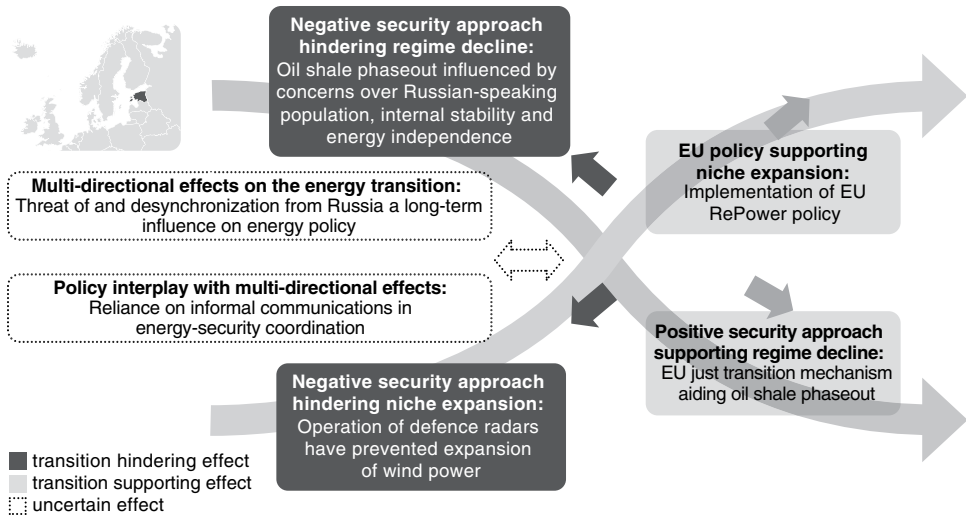 Negative security approach
hindering regime decline:
Oil shale phaseout influenced by
concerns over Russian-speaking
population, internal stability and
energy independence
EU policy supporting
niche expansion:
Implementation of EU
RePower policy
Multi-directional effects on the energy transition:
Threat of and desynchronization from Russia a long-term
influence on energy policy
Policy interplay with multi-directional effects:
Reliance on informal communications in
energy-security coordination
Positive security approach
supporting regime decline:
EU just transition mechanism
aiding oil shale phaseout
Negative security approach
hindering niche expansion:
Operation of defence radars
have prevented expansion
of wind power
transition hindering effect
transition supporting effect
uncertain effect